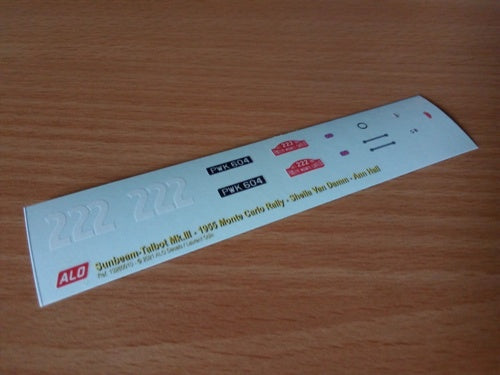 222 222
PWK 604
PWK 604
222
222
ALO
Sunbeam-Talbot Mk.III - 1955 Monte Carlo Rally - Sheila Van Damm - Ann Hall